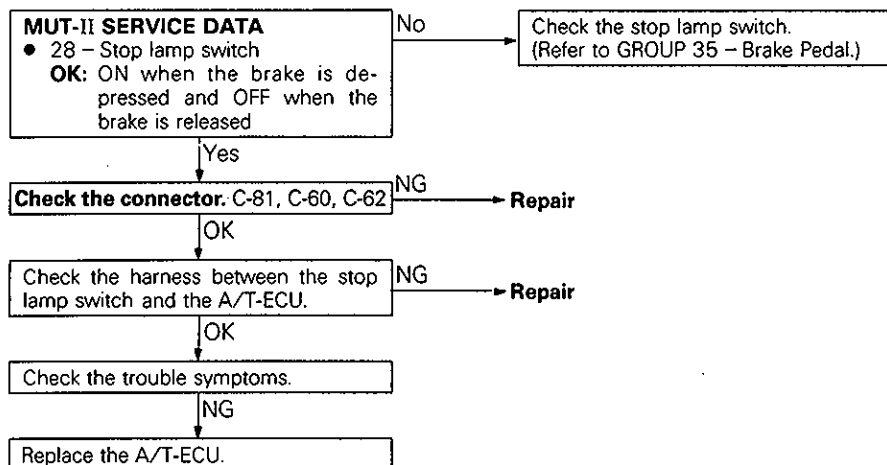 MUT-II SERVICE DATA
● 28 – Stop lamp switch
OK: ON when the brake is de-
pressed and OFF when the
brake is released
No
Check the stop lamp switch.
(Refer to GROUP 35 – Brake Pedal.)
Yes
Check the connector. C-81, C-60, C-62
NG
Repair
OK
Check the harness between the stop
lamp switch and the A/T-ECU.
NG
Repair
OK
Check the trouble symptoms.
NG
Replace the A/T-ECU.